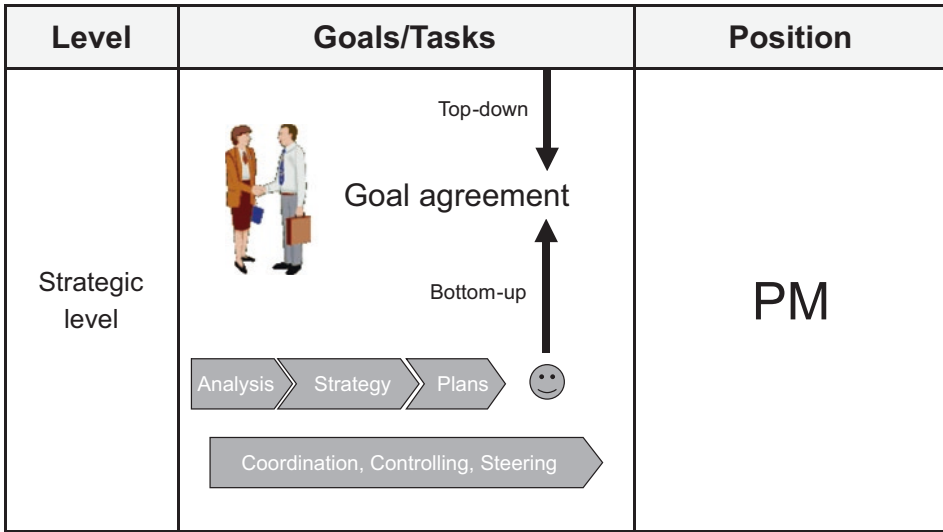 Level
Goals/Tasks
Position
Strategic
level
Top-down
Goal agreement
Bottom-up
Analysis
Strategy
Plans
Coordination, Controlling, Steering
PM